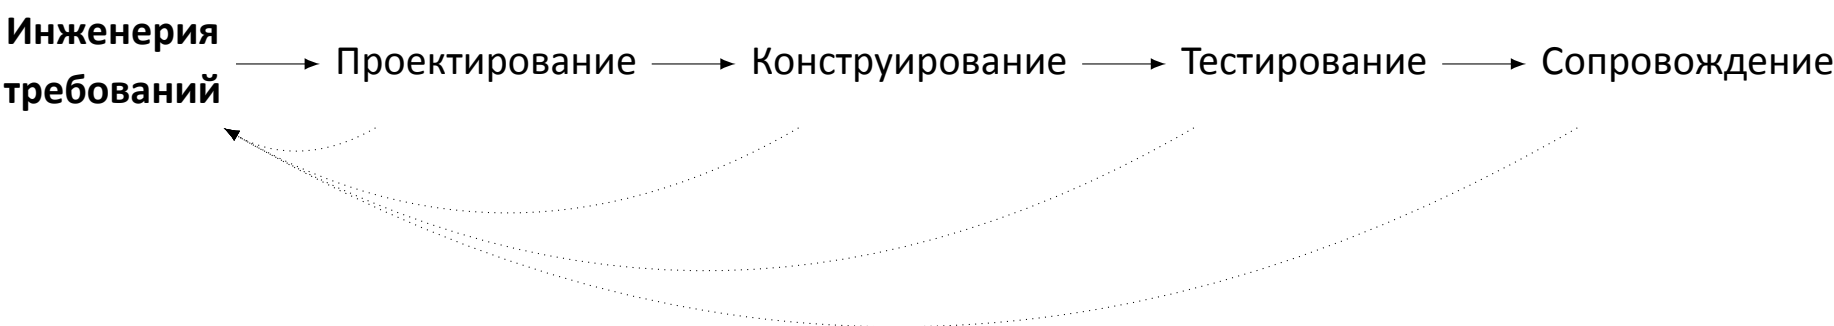 Инженерия
требований
Проектирование
Конструирование
Тестирование
Сопровождение